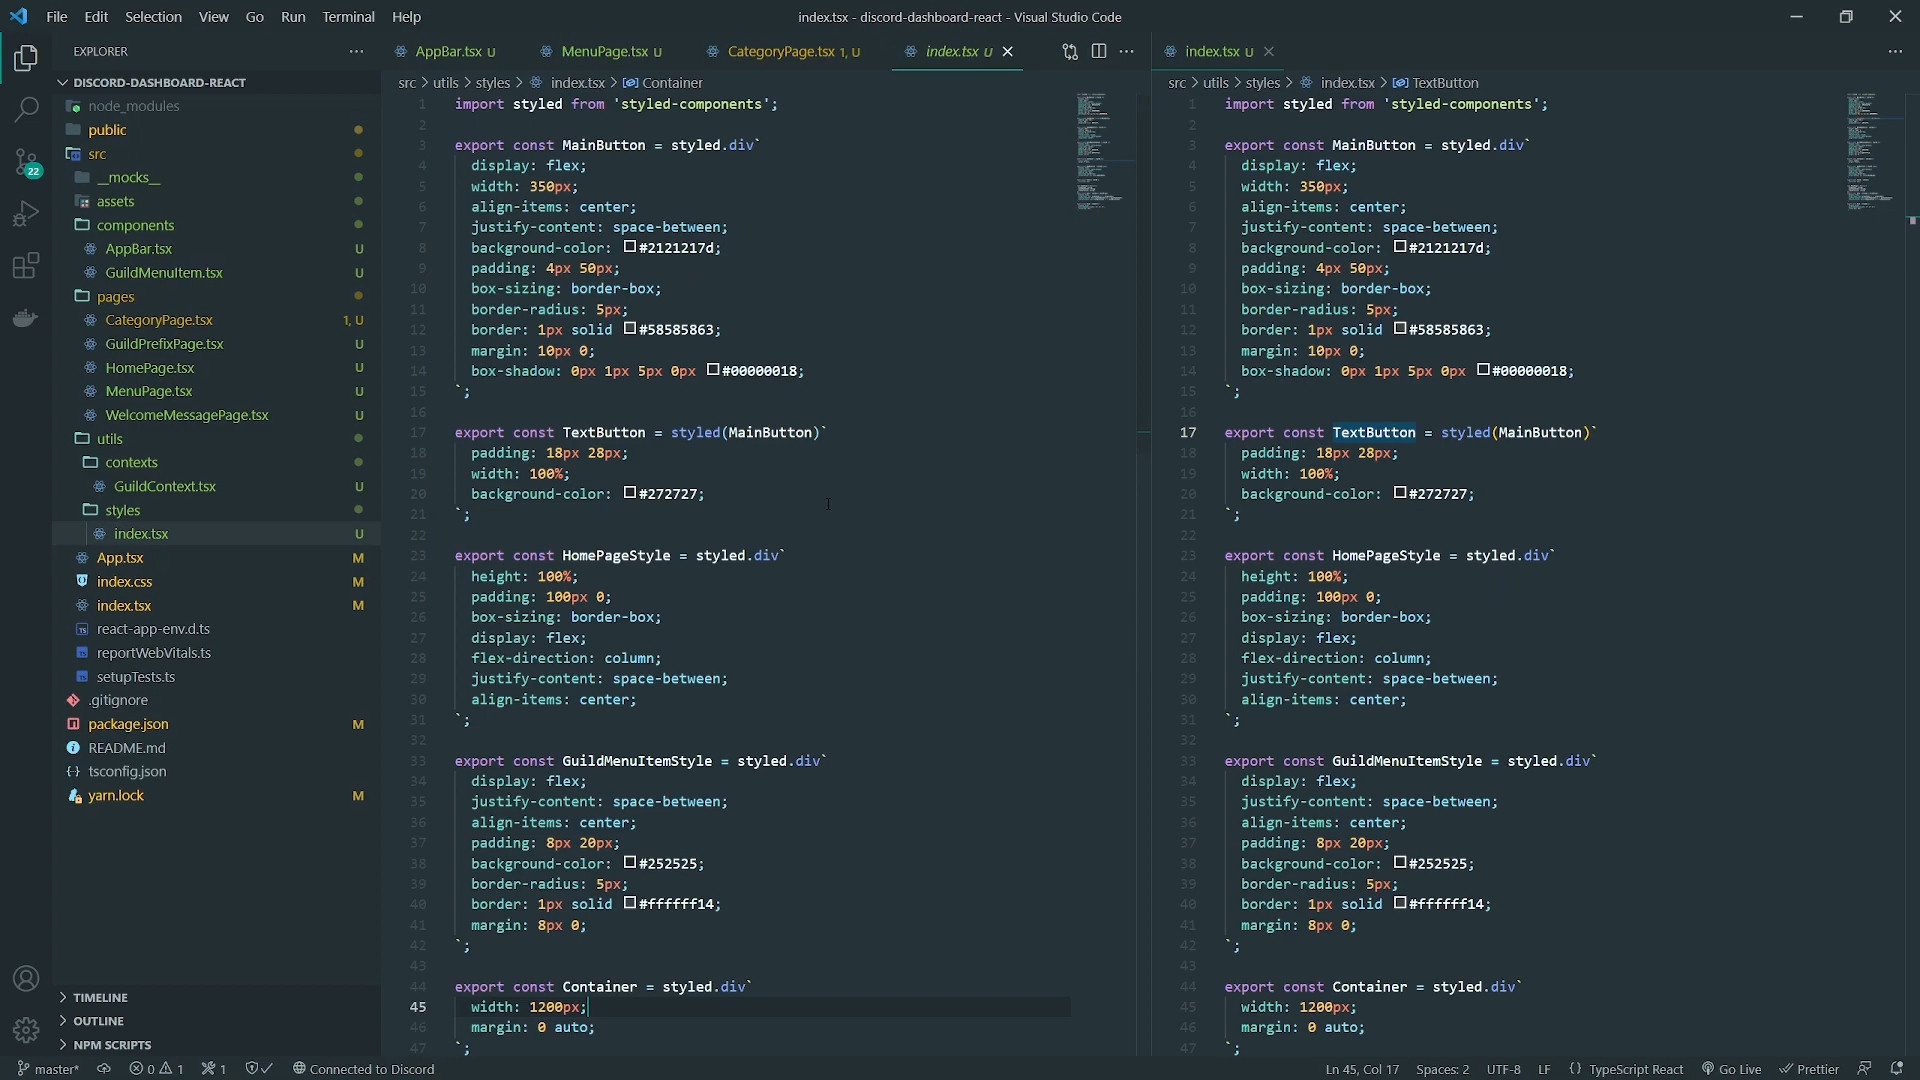 File Edit Selection View Go Run Terminal Help
index.tsx - discord-dashboard-react - Visual Studio Code
EXPLORER
DISCORD-DASHBOARD-REACT
node_modules
public
src
__mocks__
assets
components
AppBar.tsx U
GuildMenuItem.tsx U
pages
CategoryPage.tsx 1, U
GuildPrefixPage.tsx U
HomePage.tsx U
MenuPage.tsx U
WelcomeMessagePage.tsx U
utils
contexts
GuildContext.tsx U
styles
index.tsx U
App.tsx M
index.css M
index.tsx M
react-app-env.d.ts
reportWebVitals.ts
setupTests.ts
.gitignore
package.json M
README.md
tsconfig.json
yarn.lock M
TIMELINE
OUTLINE
NPM SCRIPTS
22
AppBar.tsx U MenuPage.tsx U CategoryPage.tsx 1, U index.tsx U
src > utils > styles > index.tsx > Container
1 import styled from 'styled-components';
2
3 export const MainButton = styled.div`
4 display: flex;
5 width: 350px;
6 align-items: center;
7 justify-content: space-between;
8 background-color: #2121217d;
9 padding: 4px 50px;
10 box-sizing: border-box;
11 border-radius: 5px;
12 border: 1px solid #58585863;
13 margin: 10px 0;
14 box-shadow: 0px 1px 5px 0px #00000018;
15 `;
16
17 export const TextButton = styled(MainButton)`
18 padding: 18px 28px;
19 width: 100%;
20 background-color: #272727;
21 `;
22
23 export const HomePageStyle = styled.div`
24 height: 100%;
25 padding: 100px 0;
26 box-sizing: border-box;
27 display: flex;
28 flex-direction: column;
29 justify-content: space-between;
30 align-items: center;
31 `;
32
33 export const GuildMenuItemStyle = styled.div`
34 display: flex;
35 justify-content: space-between;
36 align-items: center;
37 padding: 8px 20px;
38 background-color: #252525;
39 border-radius: 5px;
40 border: 1px solid #ffffff14;
41 margin: 8px 0;
42 `;
43
44 export const Container = styled.div`
45 width: 1200px;
46 margin: 0 auto;
47 `;
index.tsx U
src > utils > styles > index.tsx > TextButton
1 import styled from 'styled-components';
2
3 export const MainButton = styled.div`
4 display: flex;
5 width: 350px;
6 align-items: center;
7 justify-content: space-between;
8 background-color: #2121217d;
9 padding: 4px 50px;
10 box-sizing: border-box;
11 border-radius: 5px;
12 border: 1px solid #58585863;
13 margin: 10px 0;
14 box-shadow: 0px 1px 5px 0px #00000018;
15 `;
16
17 export const TextButton = styled(MainButton)`
18 padding: 18px 28px;
19 width: 100%;
20 background-color: #272727;
21 `;
22
23 export const HomePageStyle = styled.div`
24 height: 100%;
25 padding: 100px 0;
26 box-sizing: border-box;
27 display: flex;
28 flex-direction: column;
29 justify-content: space-between;
30 align-items: center;
31 `;
32
33 export const GuildMenuItemStyle = styled.div`
34 display: flex;
35 justify-content: space-between;
36 align-items: center;
37 padding: 8px 20px;
38 background-color: #252525;
39 border-radius: 5px;
40 border: 1px solid #ffffff14;
41 margin: 8px 0;
42 `;
43
44 export const Container = styled.div`
45 width: 1200px;
46 margin: 0 auto;
47 `;
master* 0 1 1 Connected to Discord Ln 45, Col 17 Spaces: 2 UTF-8 LF TypeScript React Go Live Prettier